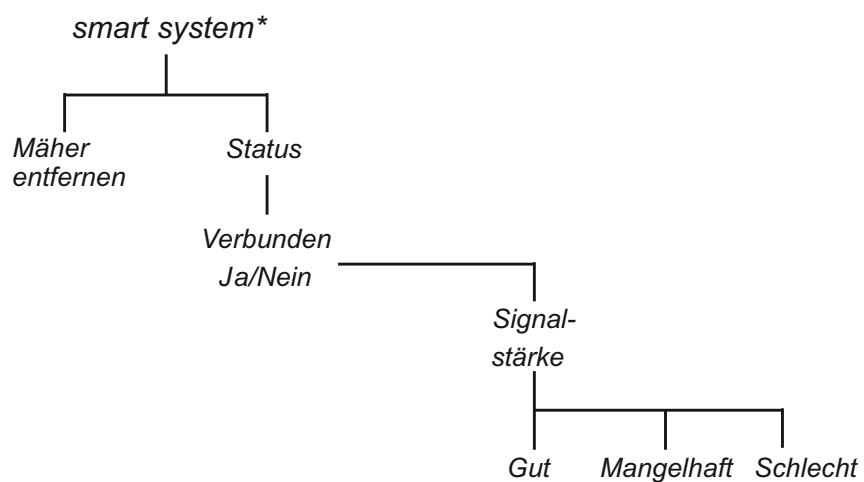 smart system*
Mäher
entfernen
Status
Verbunden
Ja/Nein
Signal-
stärke
Gut
Mangelhaft
Schlecht